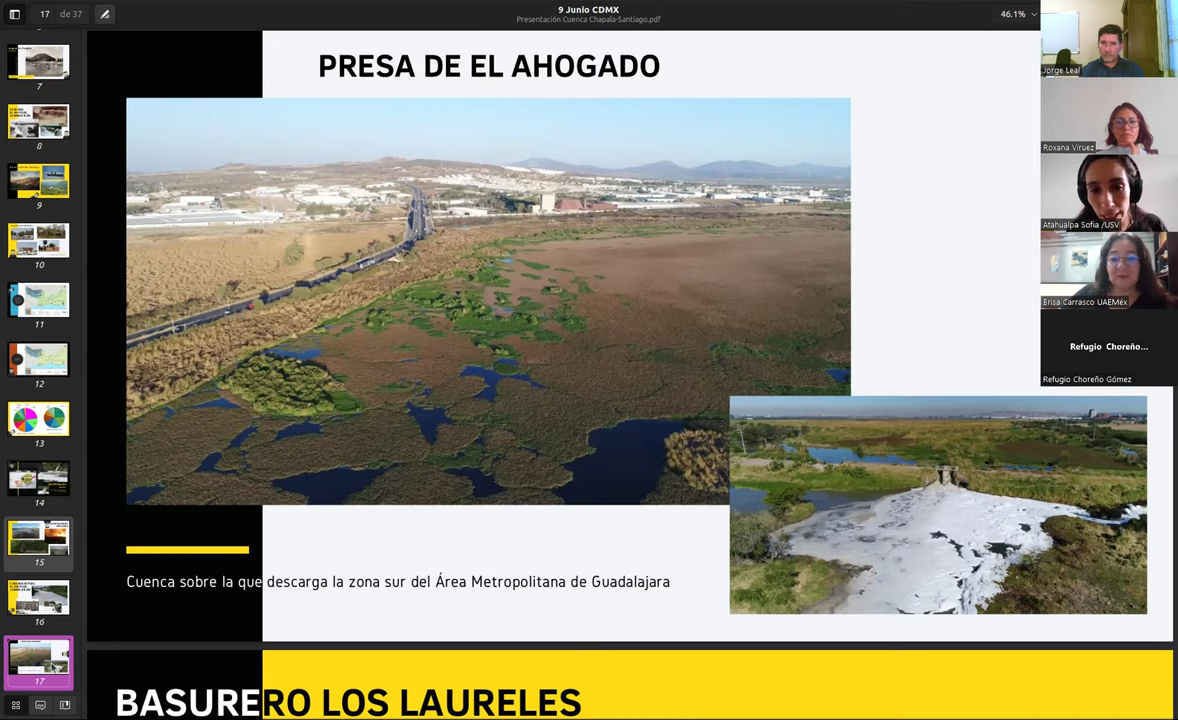 17 de 37
9 Junio CDMX
Presentación Cuenca Chapala-Santiago.pdf
46.1%
7
8
9
10
11
12
13
14
15
16
17
PRESA DE EL AHOGADO
Cuenca sobre la que descarga la zona sur del Área Metropolitana de Guadalajara
BASURERO LOS LAURELES
Jorge Leal
Roxana Viruez
Atahualpa Sofia /USV
Brisa Carrasco UAEMéx
Refugio Choreño...
Refugio Choreño Gómez